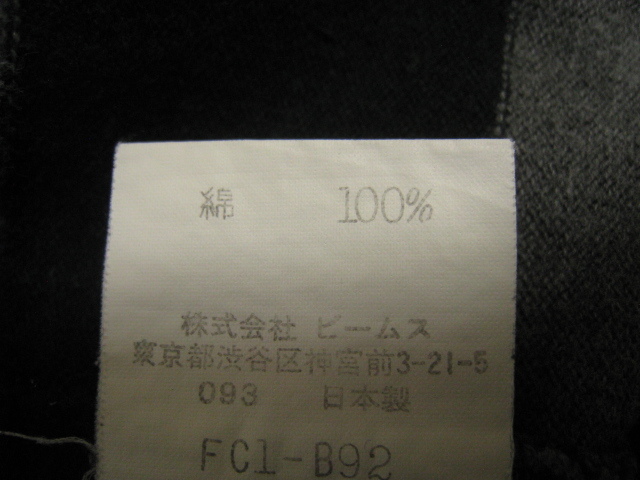 綿 100%
株式会社 ビームス
東京都渋谷区神宮前3-21-5
093 日本製
FC1-B92